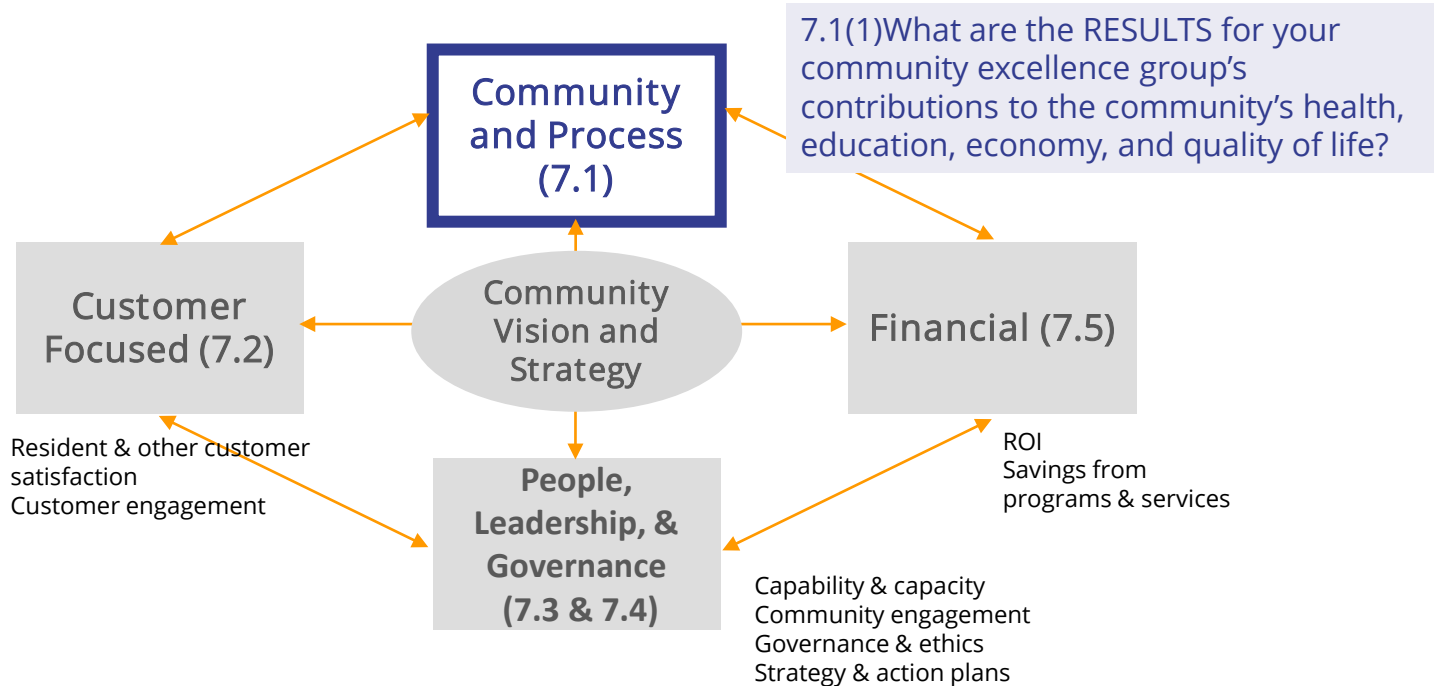 7.1(1)What are the RESULTS for your
community excellence group's
contributions to the community's health,
education, economy, and quality of life?
Community
and Process
(7.1)
Customer
Focused (7.2)
Community
Vision and
Strategy
Financial (7.5)
Resident & other customer
satisfaction
Customer engagement
People,
Leadership, &
Governance
(7.3 & 7.4)
ROI
Savings from
programs & services
Capability & capacity
Community engagement
Governance & ethics
Strategy & action plans